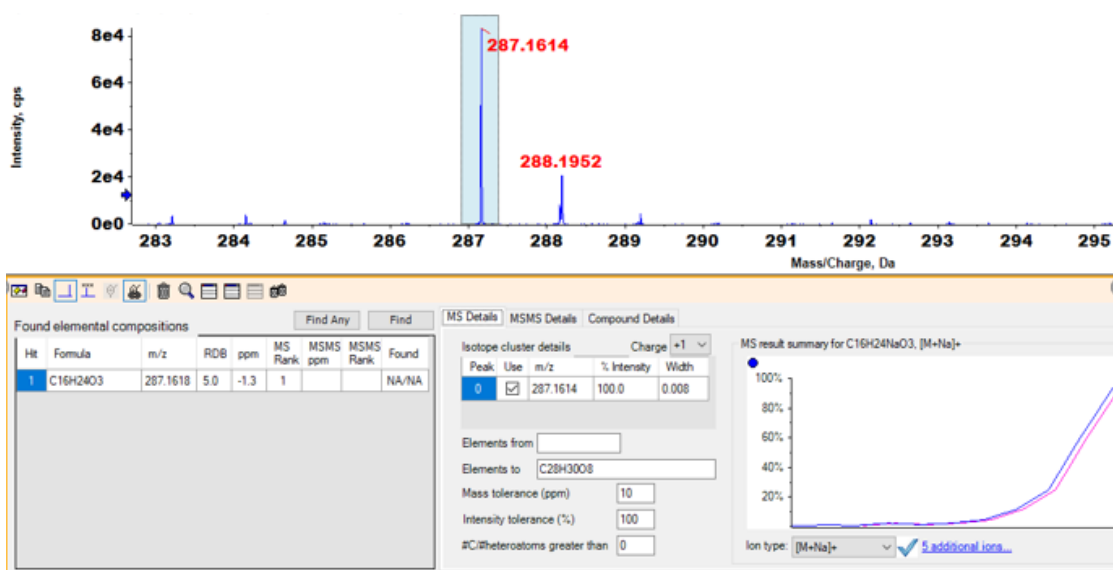 Intensity, cps
8e4
6e4
4e4
2e4
0e0
287.1614
288.1952
283 284 285 286 287 288 289 290 291 292 293 294 295
Mass/Charge, Da
Found elemental compositions
Find Any Find
Hit Formula m/z RDB ppm MS Rank MSMS ppm MSMS Rank Found
1 C16H24O3 287.1618 5.0 -1.3 1 NA/NA
MS Details MSMS Details Compound Details
Isotope cluster details Charge +1
Peak Use m/z % Intensity Width
0 287.1614 100.0 0.008
Elements from
Elements to C28H30O8
Mass tolerance (ppm) 10
Intensity tolerance (%) 100
#C/#heteroatoms greater than 0
MS result summary for C16H24NaO3, [M+Na]+
100%
80%
60%
40%
20%
Ion type: [M+Na]+ 5 additional ions...